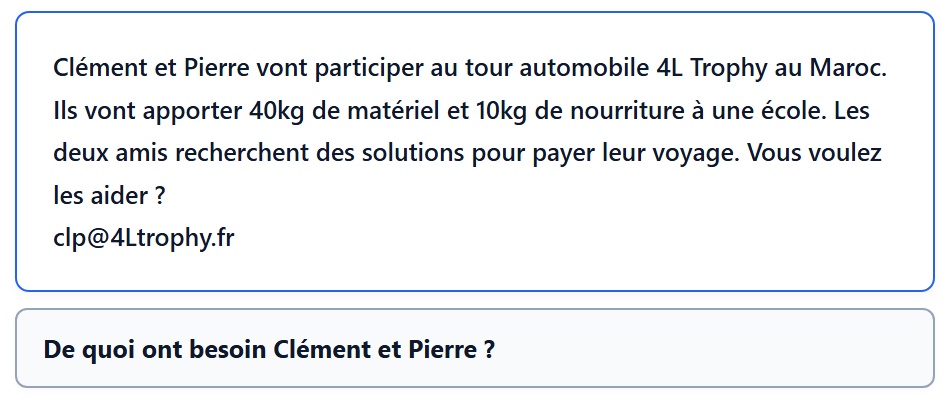 Clément et Pierre vont participer au tour automobile 4L Trophy au Maroc.
Ils vont apporter 40kg de matériel et 10kg de nourriture à une école. Les
deux amis recherchent des solutions pour payer leur voyage. Vous voulez
les aider ?
clp@4Ltrophy.fr
De quoi ont besoin Clément et Pierre ?